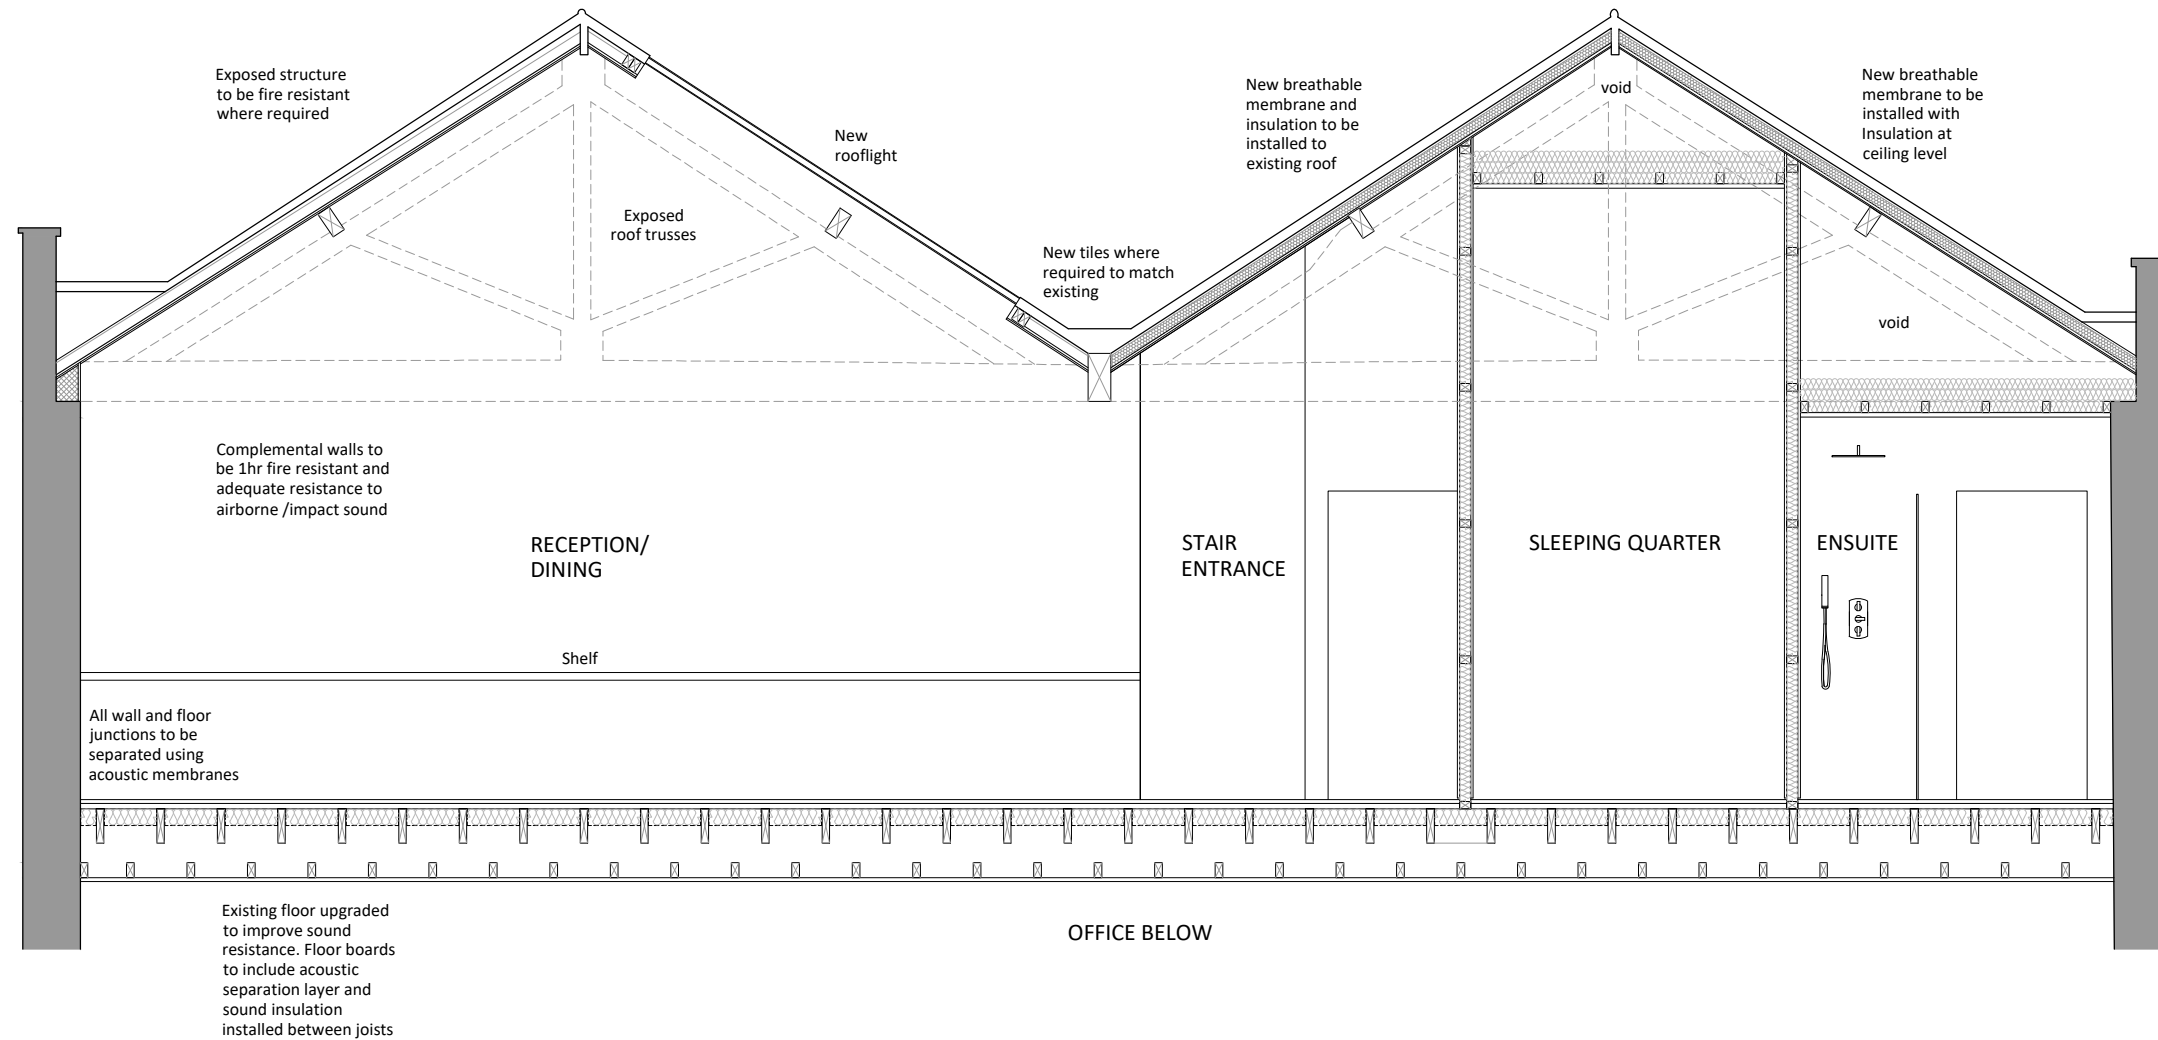 Exposed structure
to be fire resistant
where required
New
rooflight
Exposed
roof trusses
New tiles where
required to match
existing
New breathable
membrane and
insulation to be
installed to
existing roof
void
New breathable
membrane to be
installed with
Insulation at
ceiling level
void
Complemental walls to
be 1hr fire resistant and
adequate resistance to
airborne /impact sound
RECEPTION/
DINING
STAIR
ENTRANCE
SLEEPING QUARTER
ENSUITE
Shelf
All wall and floor
junctions to be
separated using
acoustic membranes
Existing floor upgraded
to improve sound
resistance. Floor boards
to include acoustic
separation layer and
sound insulation
installed between joists
OFFICE BELOW